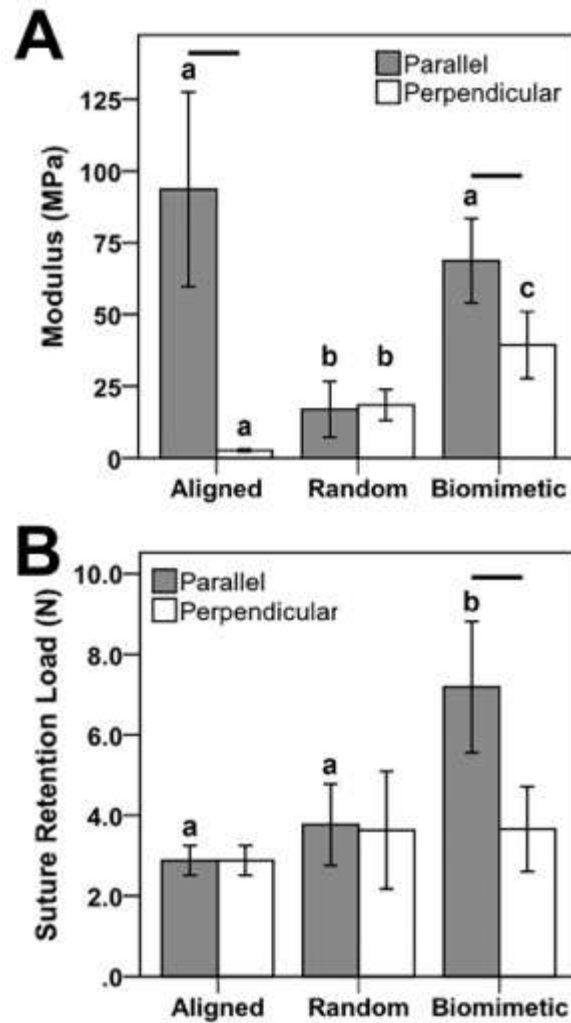 A
Modulus (MPa)
125
100
75
50
25
0
Parallel
Perpendicular
a
a
b
b
a
c
Aligned
Random
Biomimetic
B
Suture Retention Load (N)
10.0
8.0
6.0
4.0
2.0
.0
Parallel
Perpendicular
a
a
b
Aligned
Random
Biomimetic